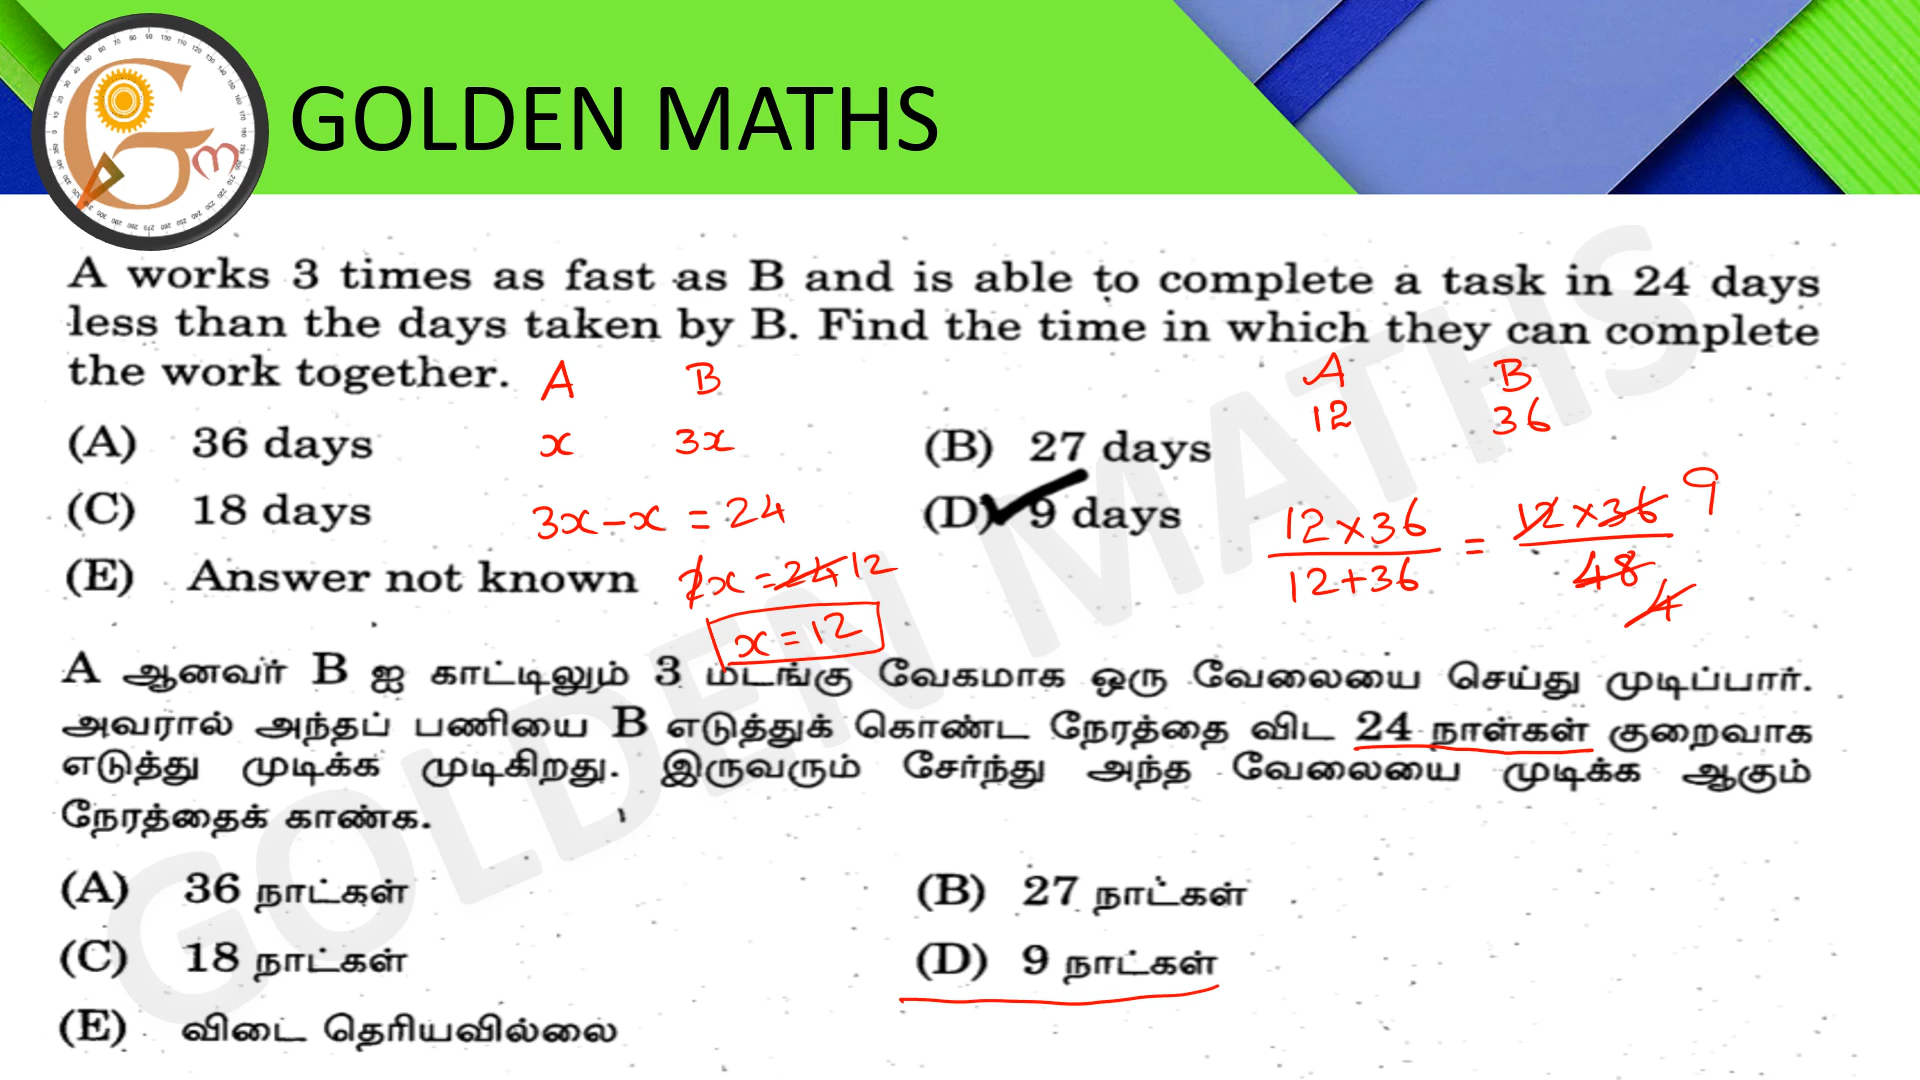 GOLDEN MATHS
A works 3 times as fast as B and is able to complete a task in 24 days
less than the days taken by B. Find the time in which they can complete
the work together.
A B
x 3x
3x - x = 24
2x = 24 12
x = 12
A B
12 36
12 x 36 / 12 + 36 = 12 x 36 / 48 9
4
(A) 36 days (B) 27 days
(C) 18 days (D) 9 days
(E) Answer not known
A ஆனவர் B ஐ காட்டிலும் 3 மடங்கு வேகமாக ஒரு வேலையை செய்து முடிப்பார்.
அவரால் அந்தப் பணியை B எடுத்துக் கொண்ட நேரத்தை விட 24 நாள்கள் குறைவாக
எடுத்து முடிக்க முடிகிறது. இருவரும் சேர்ந்து அந்த வேலையை முடிக்க ஆகும்
நேரத்தைக் காண்க.
(A) 36 நாட்கள் (B) 27 நாட்கள்
(C) 18 நாட்கள் (D) 9 நாட்கள்
(E) விடை தெரியவில்லை
GOLDEN MATHS